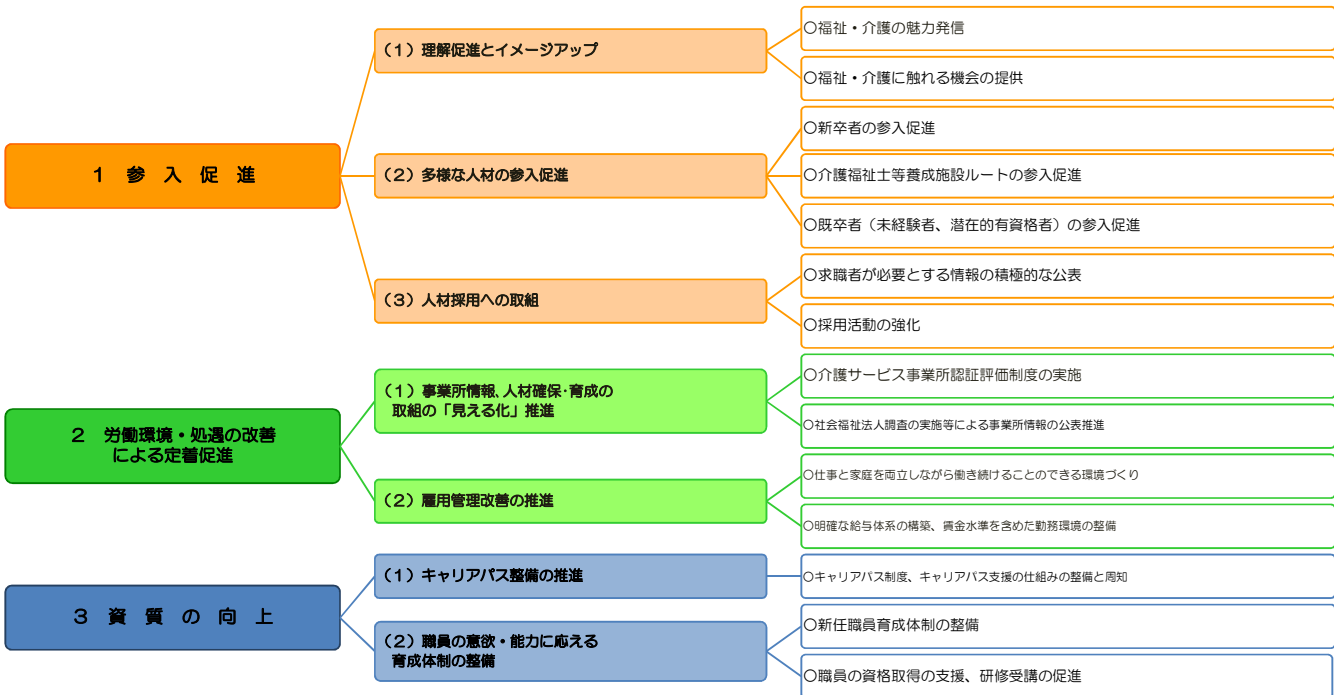 1 参 入 促 進
(1)理解促進とイメージアップ
〇福祉・介護の魅力発信
〇福祉・介護に触れる機会の提供
(2)多様な人材の参入促進
〇新卒者の参入促進
〇介護福祉士等養成施設ルートの参入促進
〇既卒者(未経験者、潜在的有資格者)の参入促進
(3)人材採用への取組
〇求職者が必要とする情報の積極的な公表
〇採用活動の強化
2 労働環境・処遇の改善
による定着促進
(1)事業所情報、人材確保・育成の
取組の「見える化」推進
〇介護サービス事業所認証評価制度の実施
〇社会福祉法人調査の実施等による事業所情報の公表推進
(2)雇用管理改善の推進
〇仕事と家庭を両立しながら働き続けることのできる環境づくり
〇明確な給与体系の構築、賃金水準を含めた勤務環境の整備
3 資 質 の 向 上
(1)キャリアパス整備の推進
〇キャリアパス制度、キャリアパス支援の仕組みの整備と周知
(2)職員の意欲・能力に応える
育成体制の整備
〇新任職員育成体制の整備
〇職員の資格取得の支援、研修受講の促進